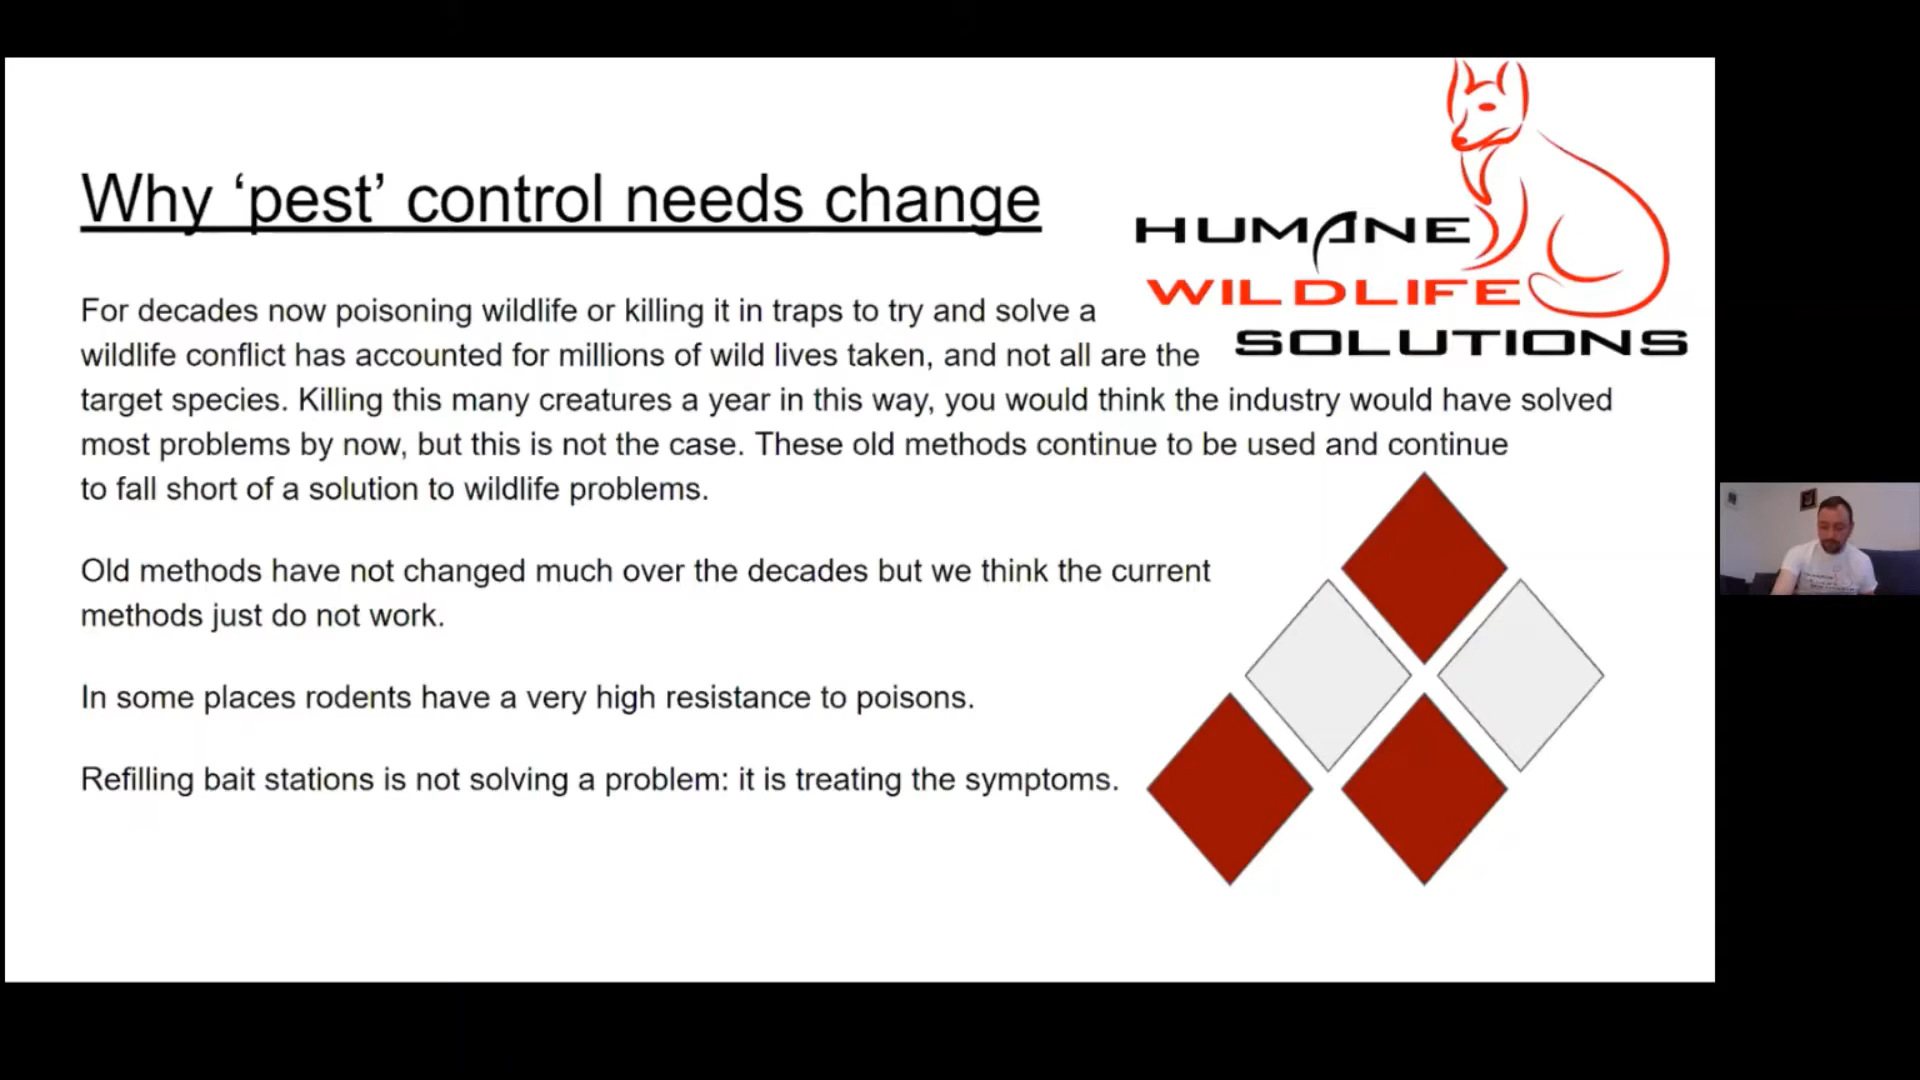 Why ‘pest’ control needs change
HUMANE
WILDLIFE
SOLUTIONS
For decades now poisoning wildlife or killing it in traps to try and solve a
wildlife conflict has accounted for millions of wild lives taken, and not all are the
target species. Killing this many creatures a year in this way, you would think the industry would have solved
most problems by now, but this is not the case. These old methods continue to be used and continue
to fall short of a solution to wildlife problems.
Old methods have not changed much over the decades but we think the current
methods just do not work.
In some places rodents have a very high resistance to poisons.
Refilling bait stations is not solving a problem: it is treating the symptoms.